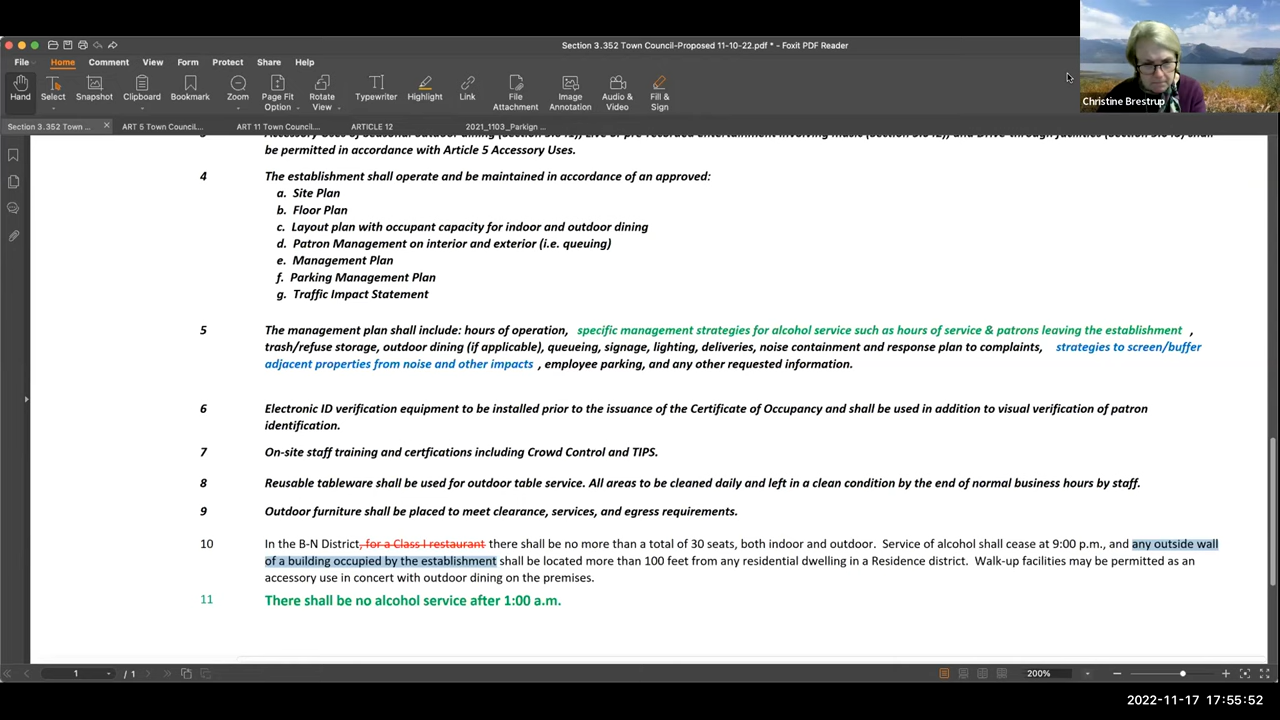 Section 3.352 Town Council-Proposed 11-10-22.pdf * - Foxit PDF Reader
File Home Comment View Form Protect Share Help
Hand Select Snapshot Clipboard Bookmark Zoom Page Fit Option Rotate View Typewriter Highlight Link File Attachment Image Annotation Audio & Video Fill & Sign
Christine Brestrup
Section 3.352 Town ... ART 5 Town Council.... ART 11 Town Council.... ARTICLE 12 2021_1103_Parkign ...
be permitted in accordance with Article 5 Accessory Uses.
4 The establishment shall operate and be maintained in accordance of an approved:
a. Site Plan
b. Floor Plan
c. Layout plan with occupant capacity for indoor and outdoor dining
d. Patron Management on interior and exterior (i.e. queuing)
e. Management Plan
f. Parking Management Plan
g. Traffic Impact Statement
5 The management plan shall include: hours of operation, specific management strategies for alcohol service such as hours of service & patrons leaving the establishment ,
trash/refuse storage, outdoor dining (if applicable), queueing, signage, lighting, deliveries, noise containment and response plan to complaints, strategies to screen/buffer
adjacent properties from noise and other impacts , employee parking, and any other requested information.
6 Electronic ID verification equipment to be installed prior to the issuance of the Certificate of Occupancy and shall be used in addition to visual verification of patron
identification.
7 On-site staff training and certfications including Crowd Control and TIPS.
8 Reusable tableware shall be used for outdoor table service. All areas to be cleaned daily and left in a clean condition by the end of normal business hours by staff.
9 Outdoor furniture shall be placed to meet clearance, services, and egress requirements.
10 In the B-N District, for a Class I restaurant there shall be no more than a total of 30 seats, both indoor and outdoor. Service of alcohol shall cease at 9:00 p.m., and any outside wall
of a building occupied by the establishment shall be located more than 100 feet from any residential dwelling in a Residence district. Walk-up facilities may be permitted as an
accessory use in concert with outdoor dining on the premises.
11 There shall be no alcohol service after 1:00 a.m.
1 / 1 200%
2022-11-17 17:55:52